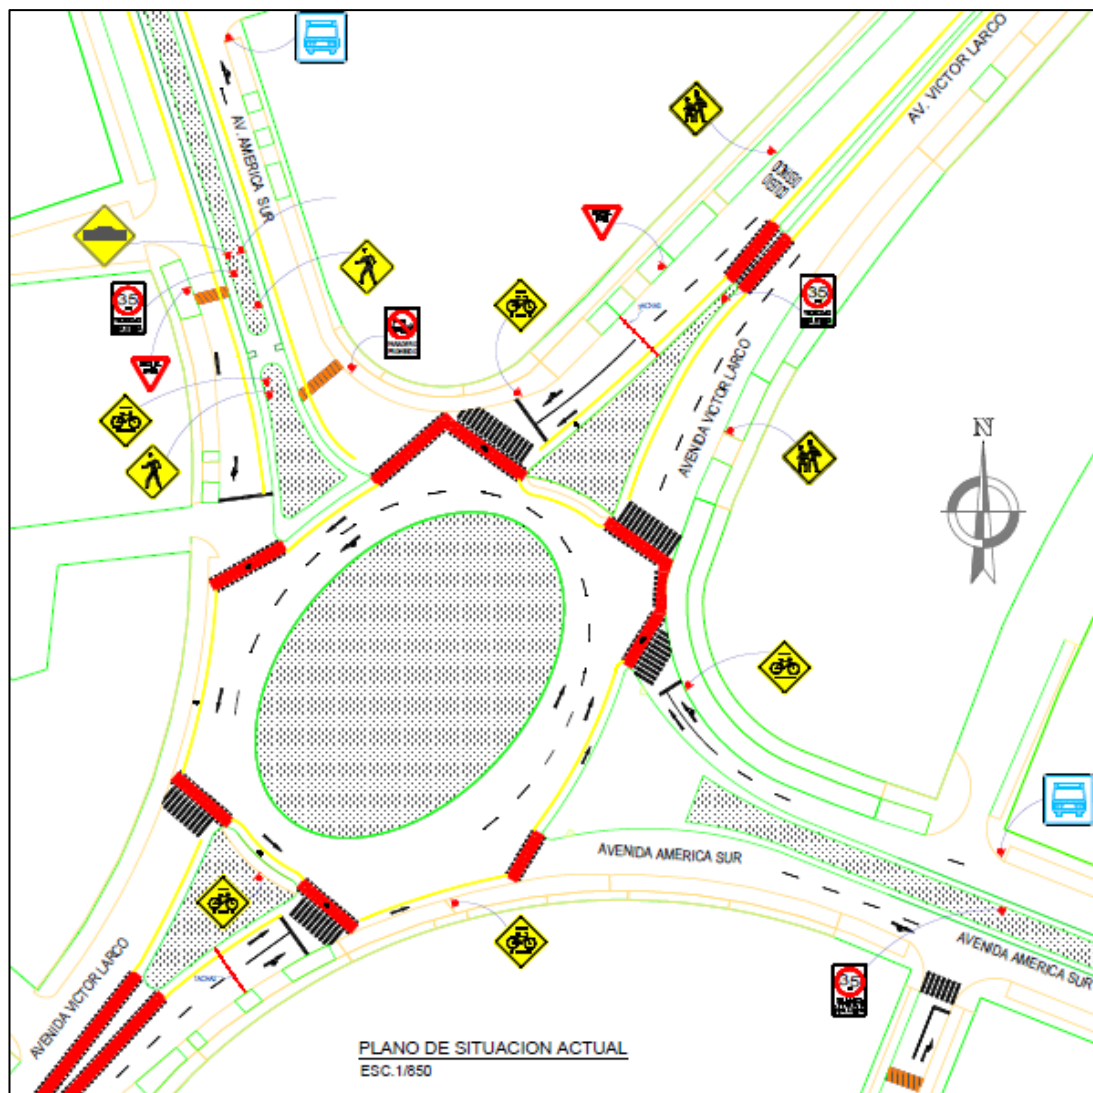 AV. VICTOR LARCO
AV. AMERICA SUR
35
35
AVENIDA VICTOR LARCO
N
AVENIDA AMERICA SUR
AVENIDA AMERICA SUR
35
AVENIDA VICTOR LARCO
PLANO DE SITUACION ACTUAL
ESC.1/850